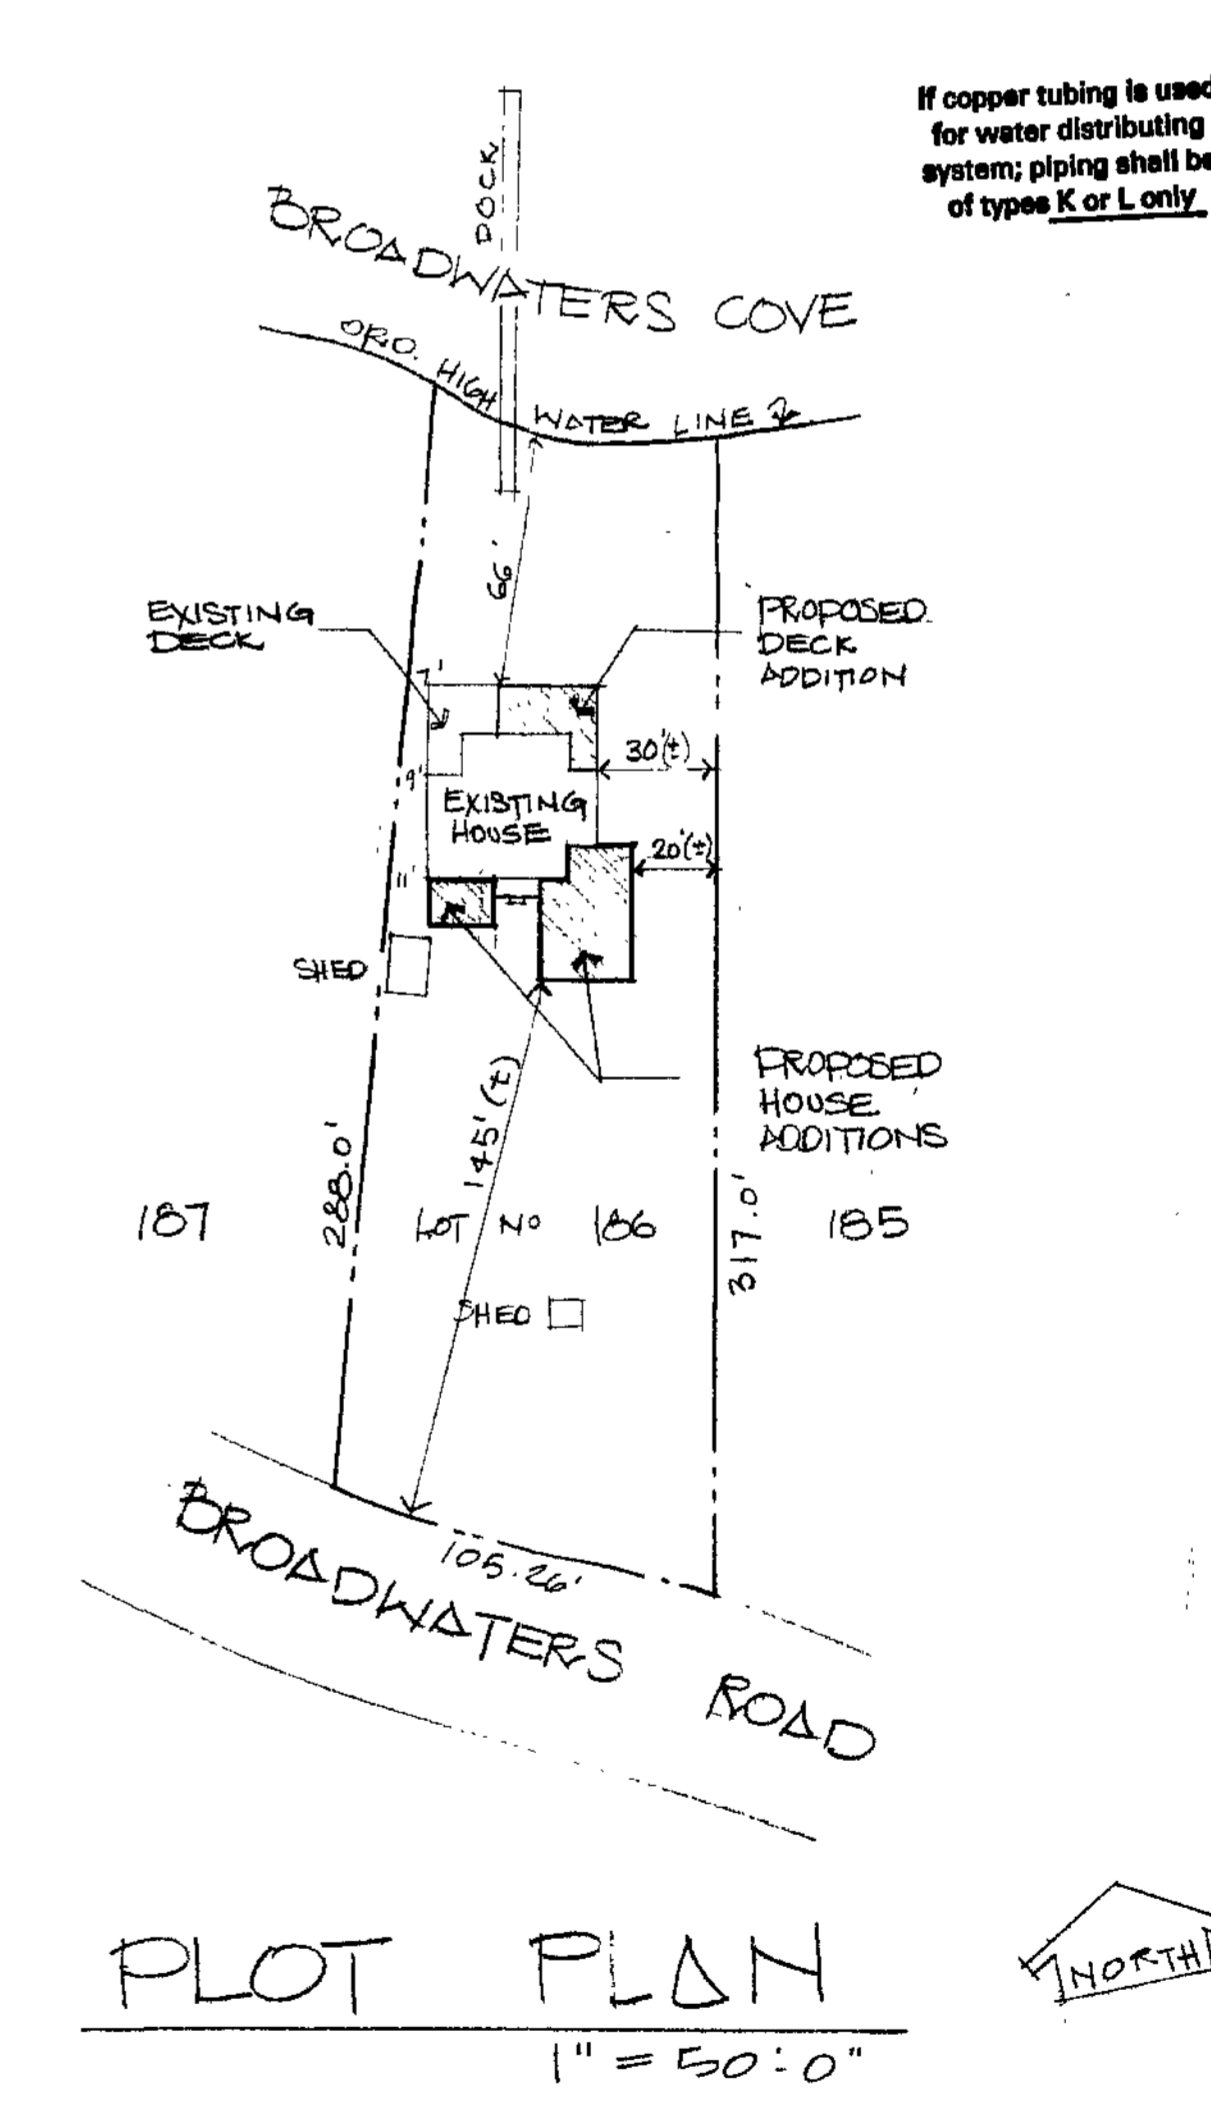 If copper tubing is used
for water distributing
system; piping shall be
of types K or L only
DOCK
BROADWATERS COVE
ORD. HIGH WATER LINE
66'
EXISTING
DECK
PROPOSED
DECK
ADDITION
7'
30'(±)
9'
EXISTING
HOUSE
20'(±)
11'
SHED
PROPOSED
HOUSE
ADDITIONS
145' (±)
288.0'
317.0'
187
LOT NO 186
185
SHED
105.26'
BROADWATERS ROAD
NORTH
PLOT PLAN
1" = 50'-0"